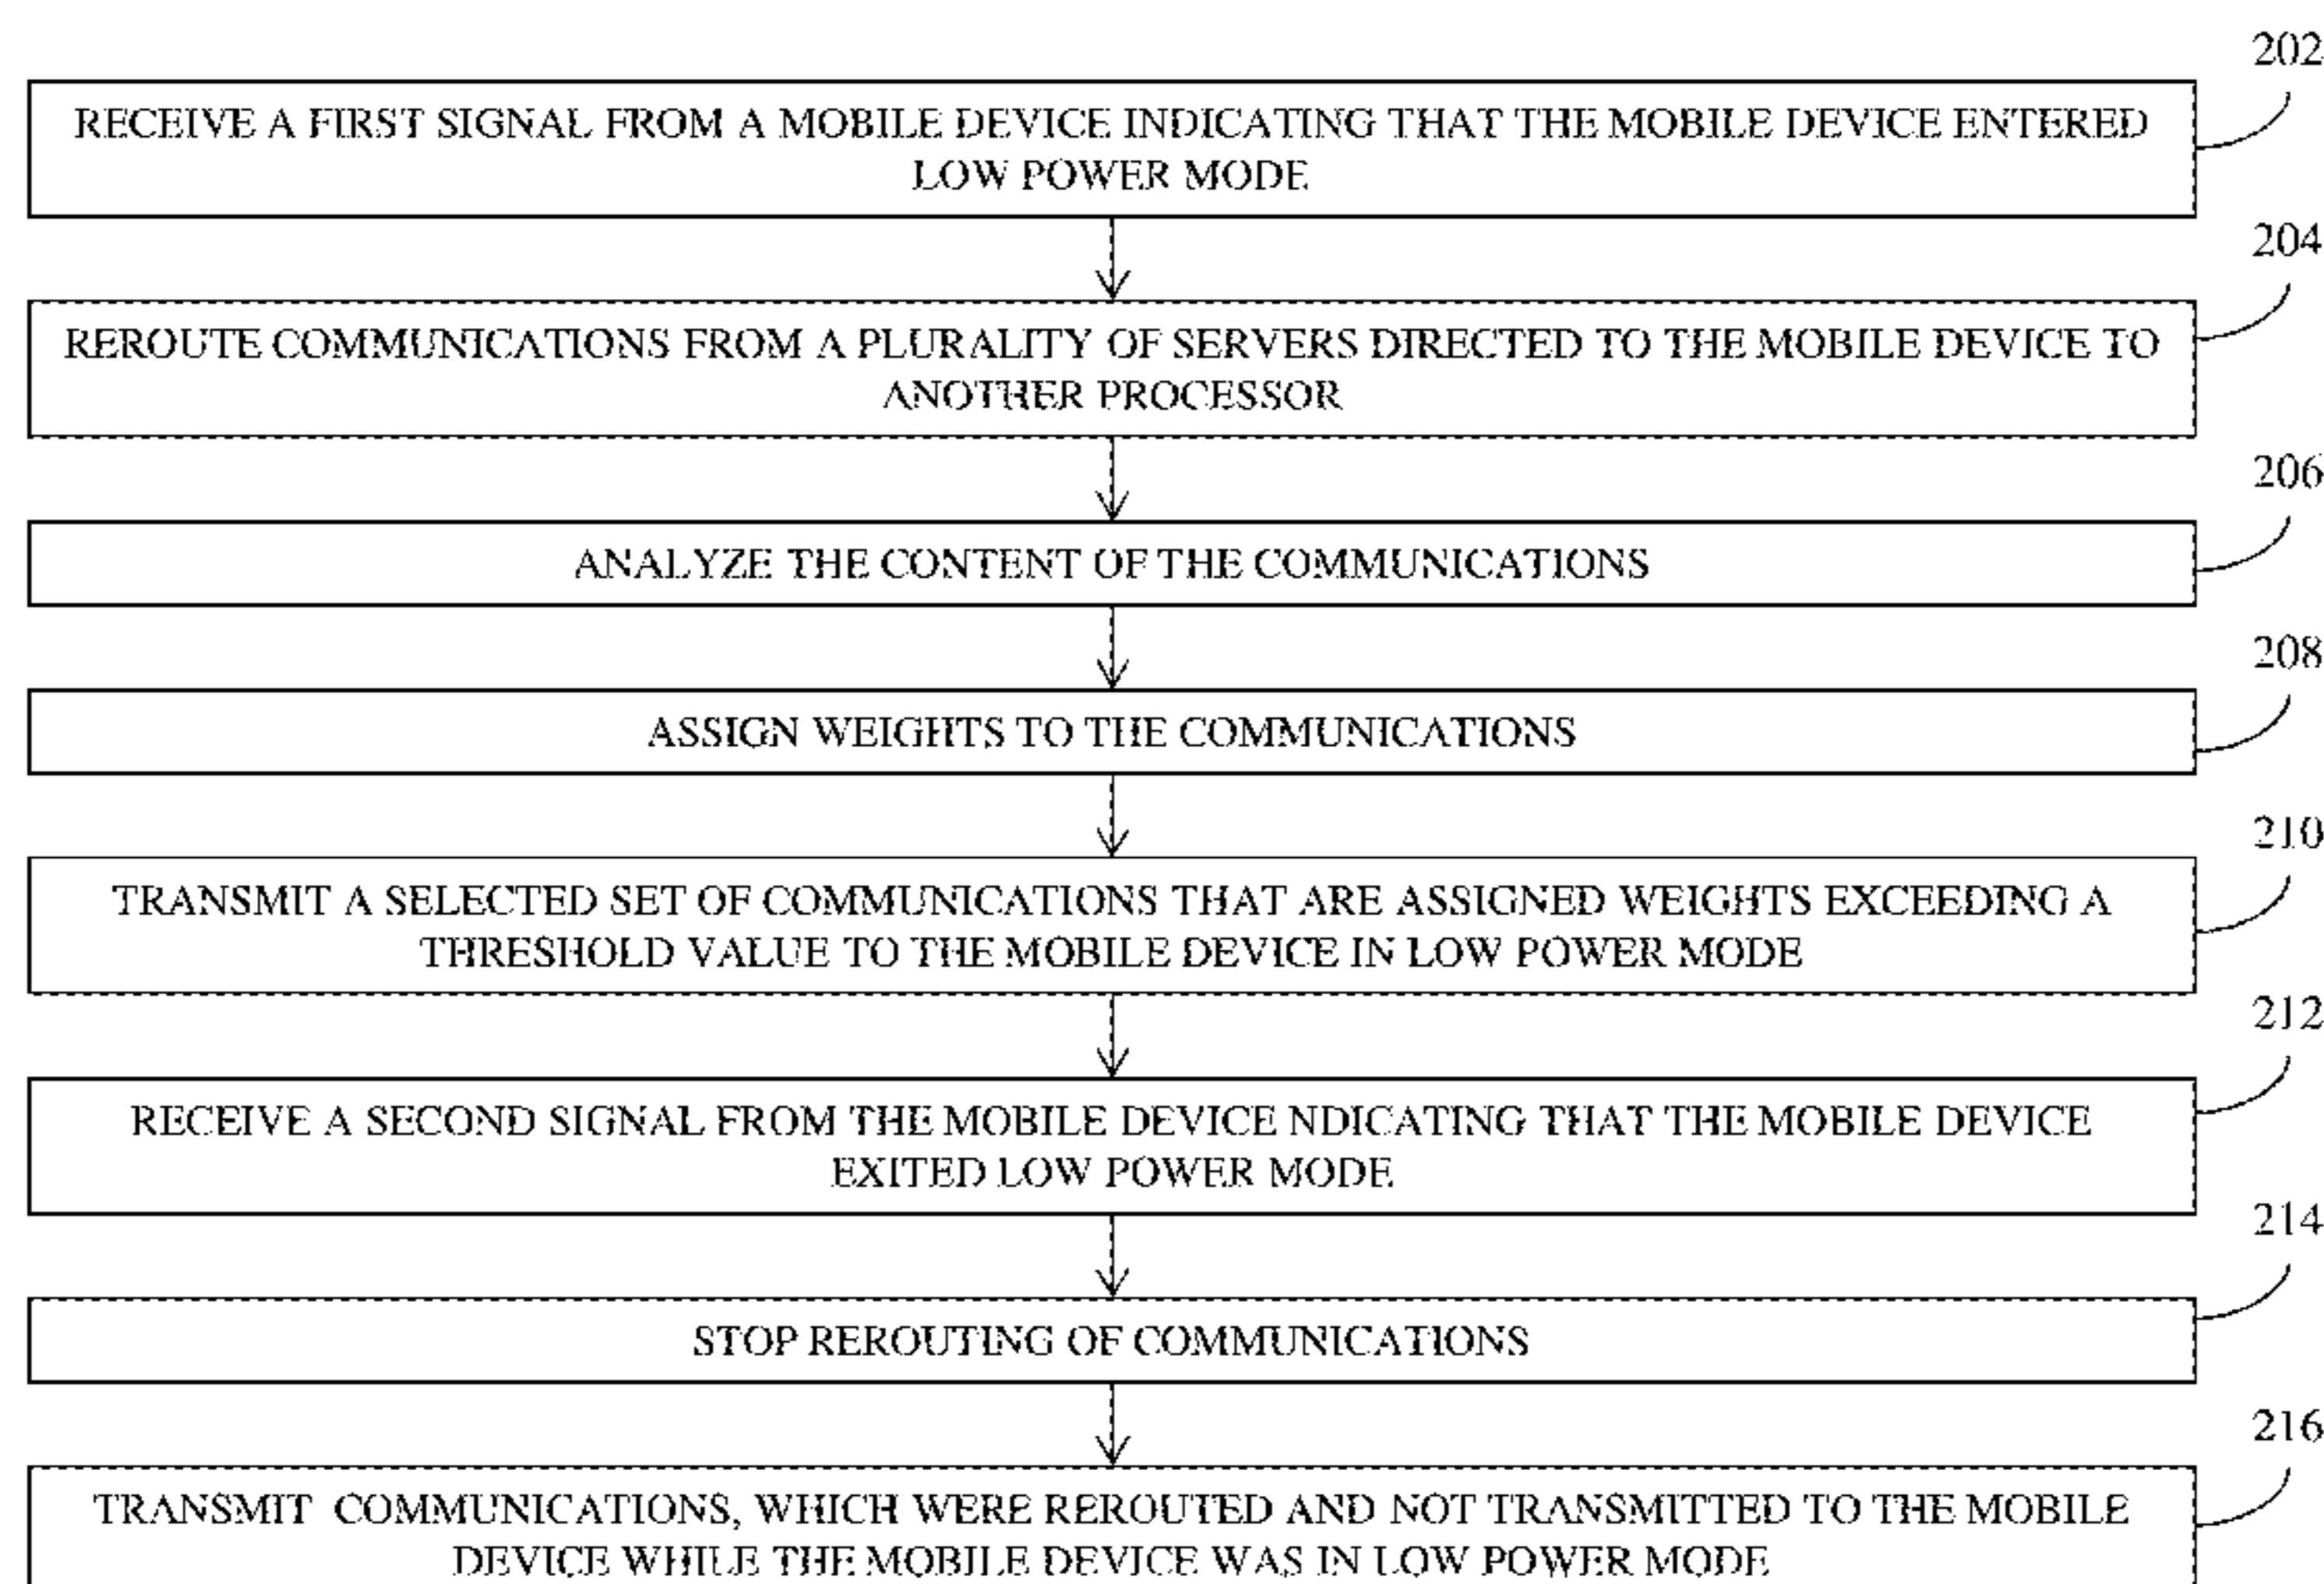 202
RECEIVE A FIRST SIGNAL FROM A MOBILE DEVICE INDICATING THAT THE MOBILE DEVICE ENTERED
LOW POWER MODE
204
REROUTE COMMUNICATIONS FROM A PLURALITY OF SERVERS DIRECTED TO THE MOBILE DEVICE TO
ANOTHER PROCESSOR
206
ANALYZE THE CONTENT OF THE COMMUNICATIONS
208
ASSIGN WEIGHTS TO THE COMMUNICATIONS
210
TRANSMIT A SELECTED SET OF COMMUNICATIONS THAT ARE ASSIGNED WEIGHTS EXCEEDING A
THRESHOLD VALUE TO THE MOBILE DEVICE IN LOW POWER MODE
212
RECEIVE A SECOND SIGNAL FROM THE MOBILE DEVICE NDICATING THAT THE MOBILE DEVICE
EXITED LOW POWER MODE
214
STOP REROUTING OF COMMUNICATIONS
216
TRANSMIT COMMUNICATIONS, WHICH WERE REROUTED AND NOT TRANSMITTED TO THE MOBILE
DEVICE WHILE THE MOBILE DEVICE WAS IN LOW POWER MODE